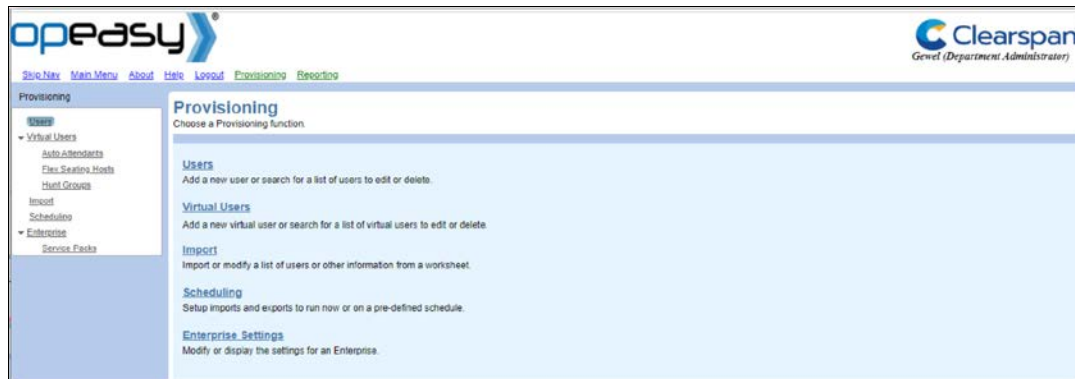 opeasy®
Clearspan
Gewel (Department Administrator)
Skip Nav Main Menu About Help Logout Provisioning Reporting
Provisioning
Users
Virtual Users
Auto Attendants
Flex Seating Hosts
Hunt Groups
Import
Scheduling
Enterprise
Service Packs
Provisioning
Choose a Provisioning function.
Users
Add a new user or search for a list of users to edit or delete.
Virtual Users
Add a new virtual user or search for a list of virtual users to edit or delete.
Import
Import or modify a list of users or other information from a worksheet.
Scheduling
Setup imports and exports to run now or on a pre-defined schedule.
Enterprise Settings
Modify or display the settings for an Enterprise.